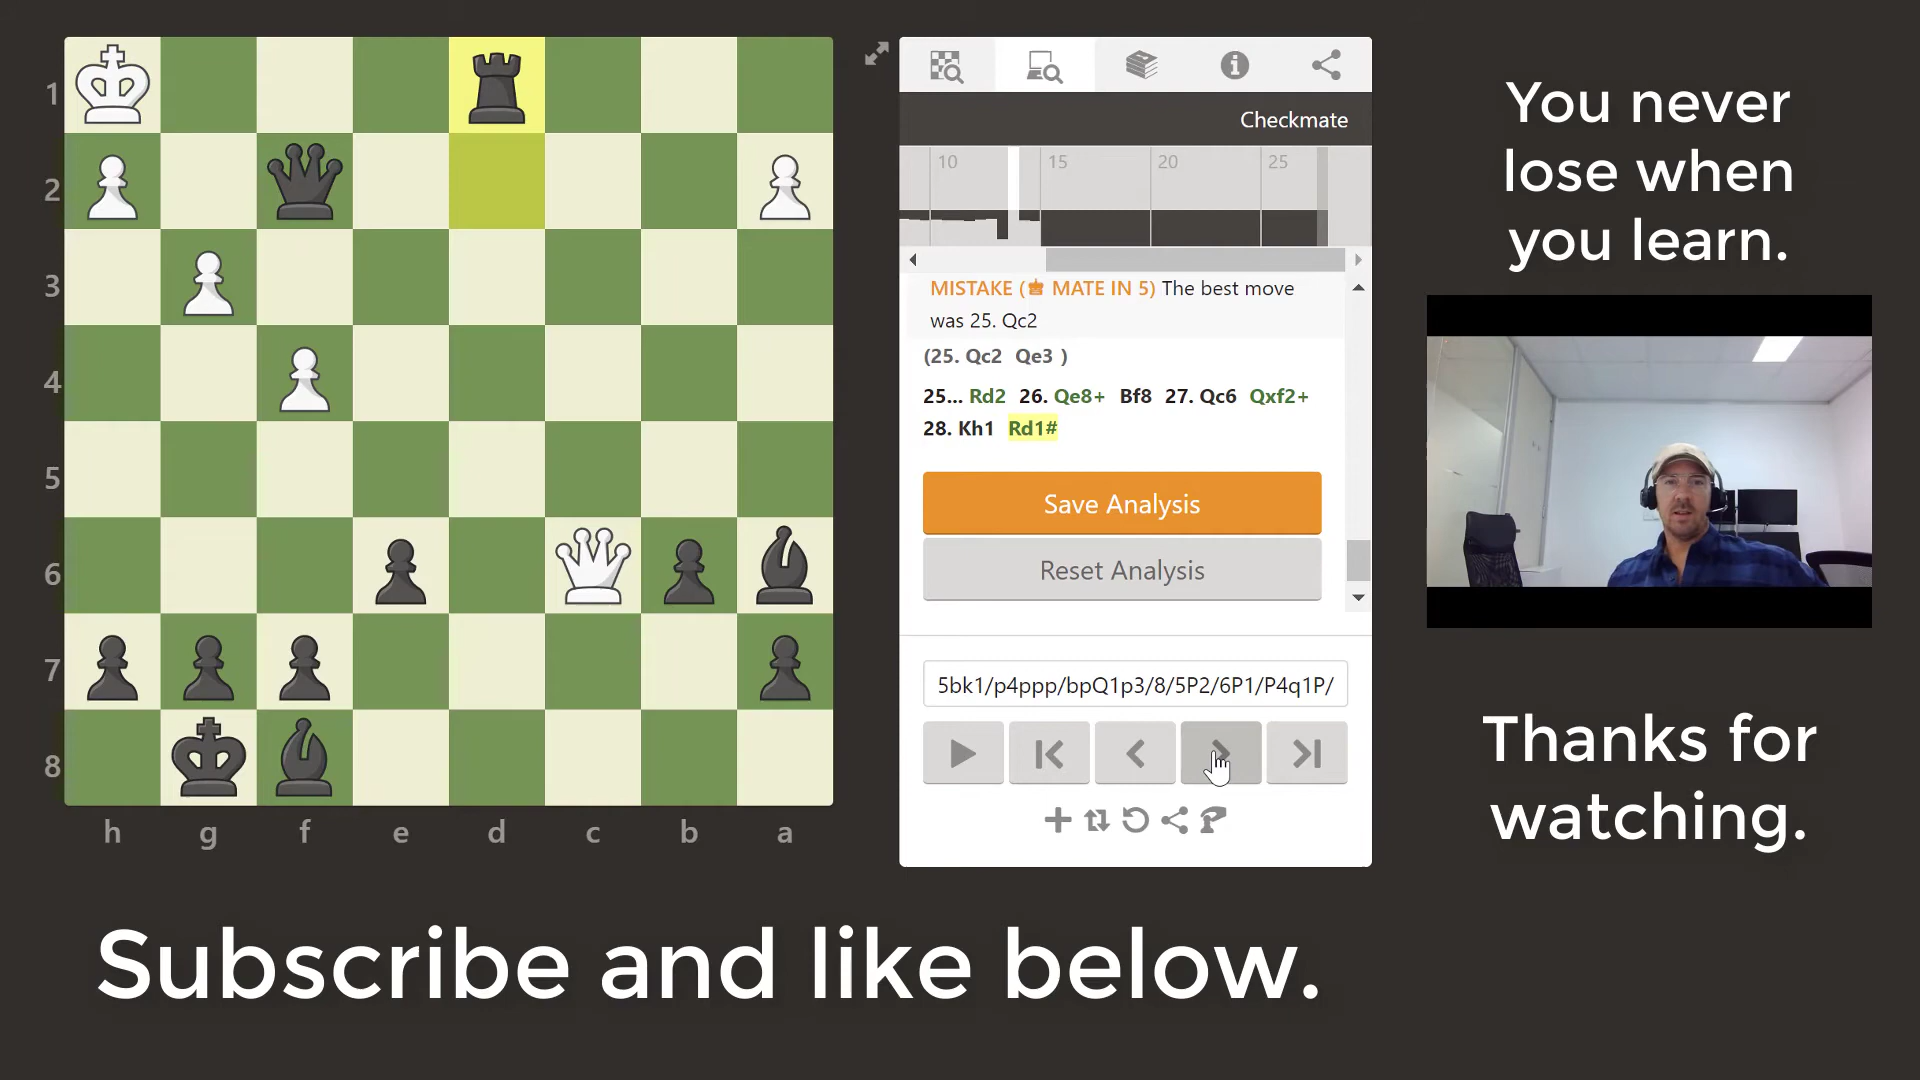 1
2
3
4
5
6
7
8
h g f e d c b a
Checkmate
10 15 20 25
MISTAKE ( MATE IN 5) The best move
was 25. Qc2
(25. Qc2 Qe3 )
25... Rd2 26. Qe8+ Bf8 27. Qc6 Qxf2+
28. Kh1 Rd1#
Save Analysis
Reset Analysis
5bk1/p4ppp/bpQ1p3/8/5P2/6P1/P4q1P/
You never
lose when
you learn.
Thanks for
watching.
Subscribe and like below.